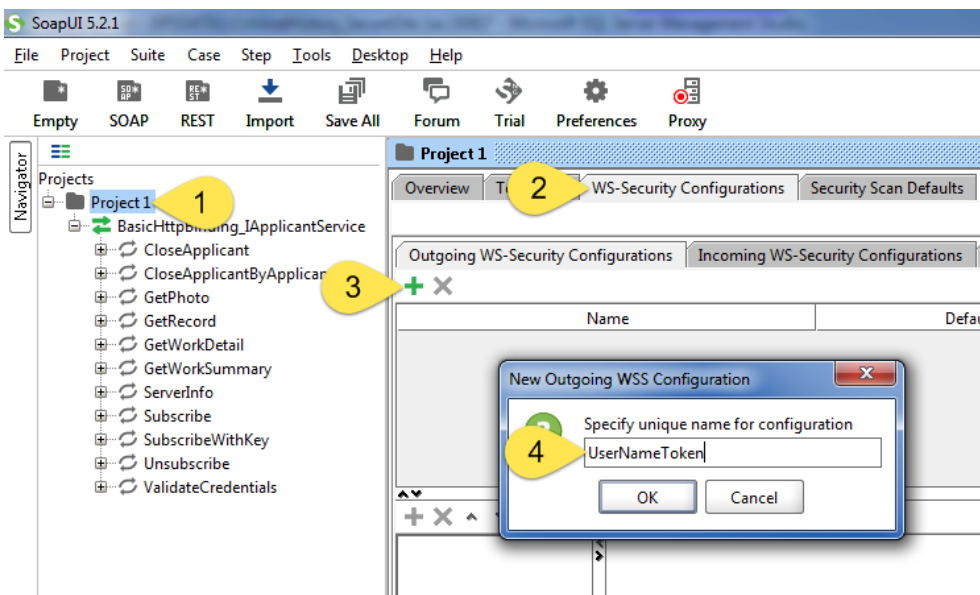 SoapUI 5.2.1
File Project Suite Case Step Tools Desktop Help
Empty SOAP REST Import Save All Forum Trial Preferences Proxy
Navigator
Projects
Project 1
BasicHttpBinding_IApplicantService
CloseApplicant
CloseApplicantByApplican
GetPhoto
GetRecord
GetWorkDetail
GetWorkSummary
ServerInfo
Subscribe
SubscribeWithKey
Unsubscribe
ValidateCredentials
1
Project 1
Overview T WS-Security Configurations Security Scan Defaults
2
Outgoing WS-Security Configurations Incoming WS-Security Configurations
3
Name Defau
New Outgoing WSS Configuration
Specify unique name for configuration
4
UserNameToken
OK Cancel